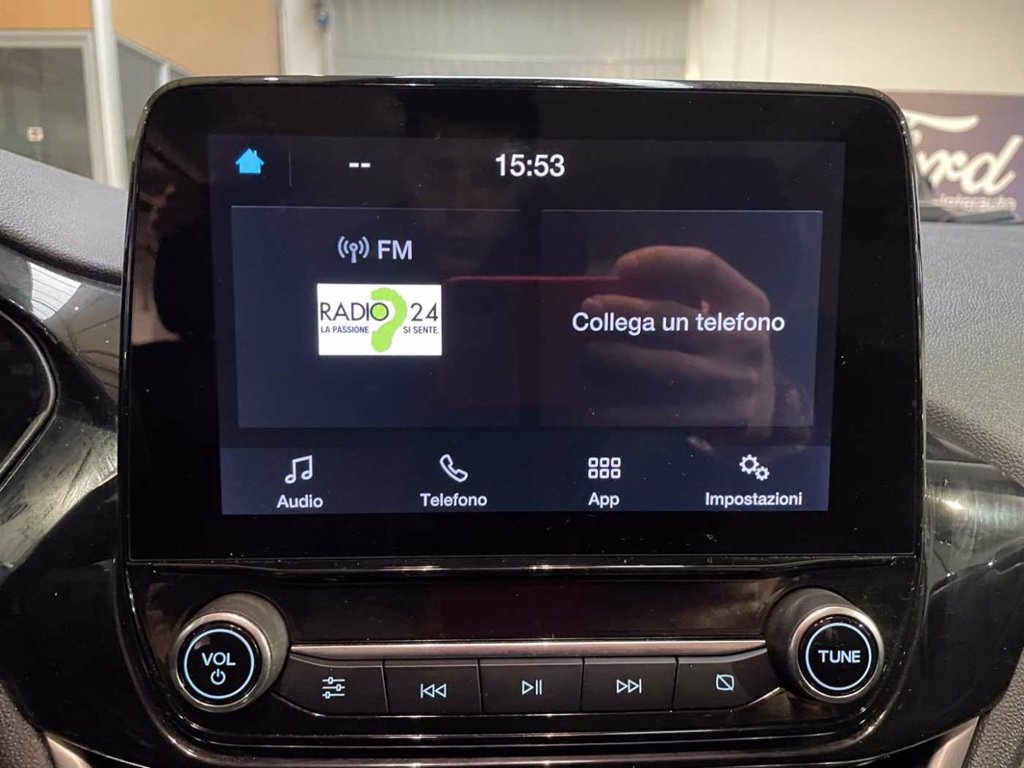 -- 15:53
FM
RADIO 24
LA PASSIONE SI SENTE.
Collega un telefono
Audio Telefono App Impostazioni
VOL TUNE
Ford